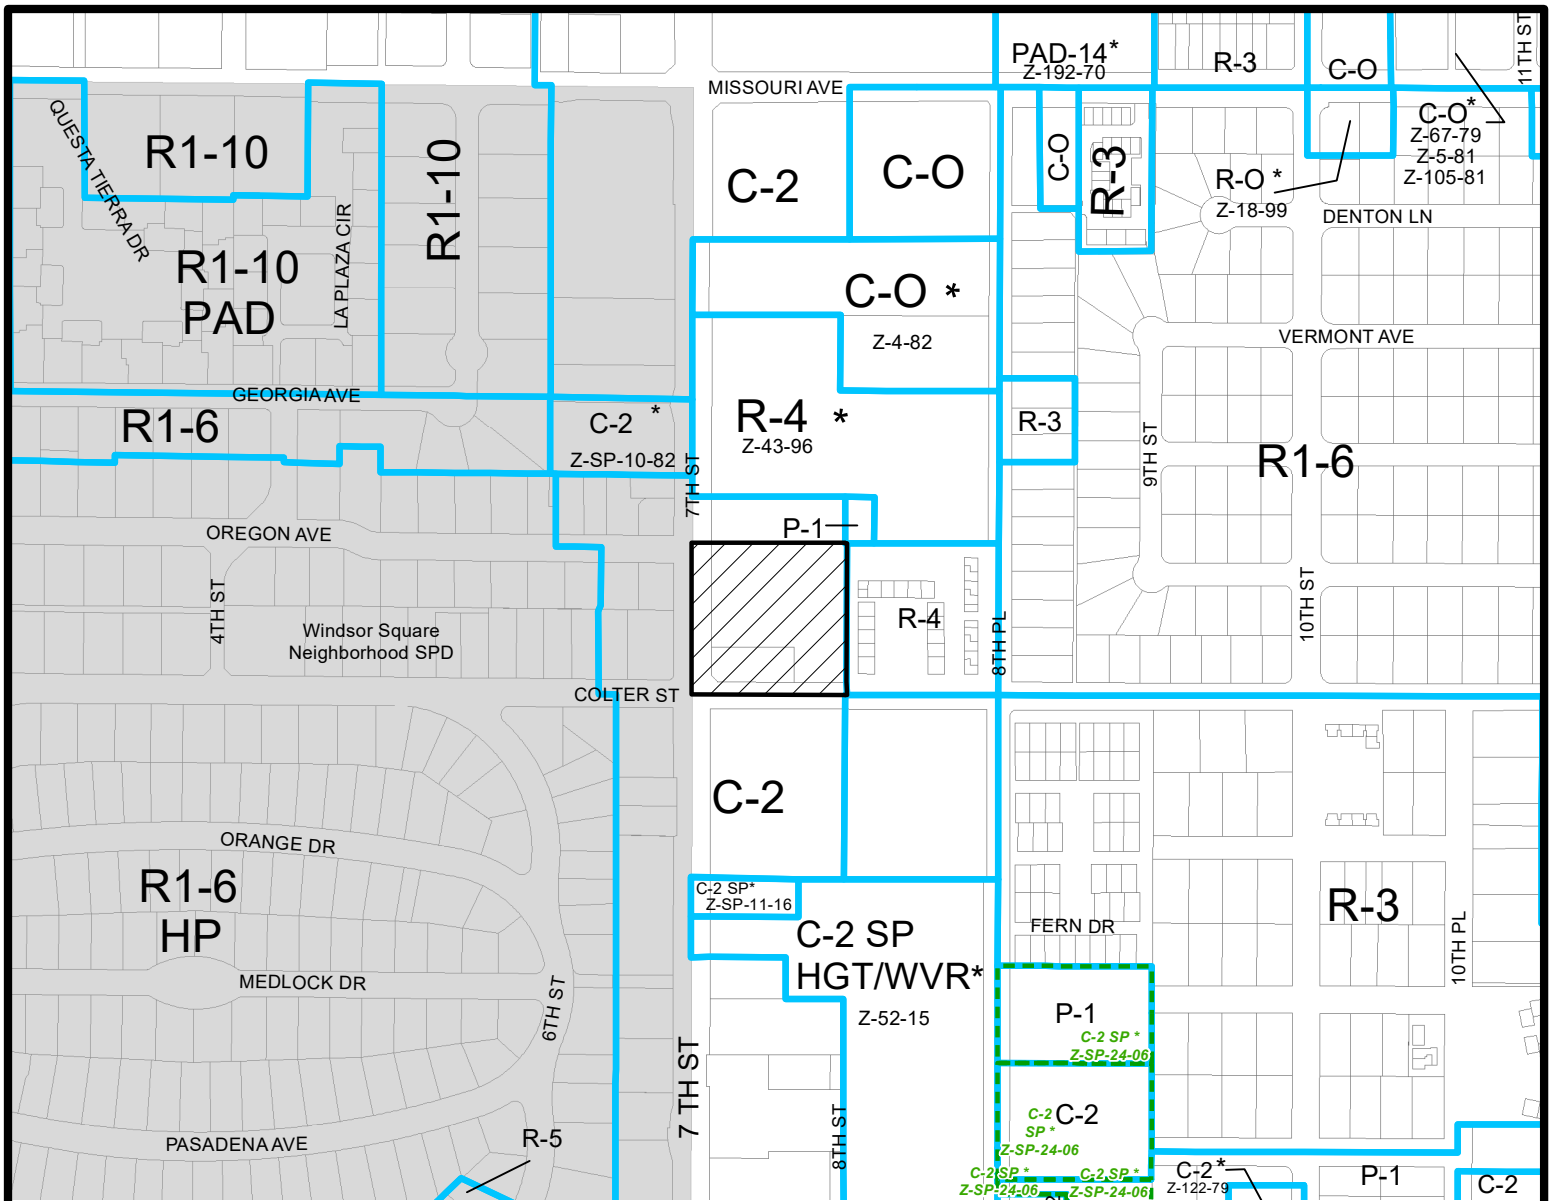 PAD-14*
Z-192-70
R-3
C-O
11TH ST
MISSOURI AVE
QUESTA TIERRA DR
R1-10
R1-10
C-2
C-O
C-O
R-3
R-O *
Z-18-99
C-O*
Z-67-79
Z-5-81
Z-105-81
DENTON LN
R1-10
PAD
LA PLAZA CIR
C-O *
Z-4-82
VERMONT AVE
GEORGIA AVE
R1-6
C-2 *
Z-SP-10-82
7TH ST
R-4 *
Z-43-96
R-3
9TH ST
R1-6
OREGON AVE
P-1
4TH ST
Windsor Square
Neighborhood SPD
R-4
8TH PL
10TH ST
COLTER ST
C-2
ORANGE DR
R1-6
HP
C-2 SP*
Z-SP-11-16
C-2 SP
HGT/WVR*
Z-52-15
FERN DR
R-3
10TH PL
MEDLOCK DR
6TH ST
P-1
C-2 SP *
Z-SP-24-06
7 TH ST
8TH ST
C-2
C-2
SP *
Z-SP-24-06
PASADENA AVE
R-5
C-2 SP *
Z-SP-24-06
C-2 SP *
Z-SP-24-06
C-2*
Z-122-79
P-1
C-2